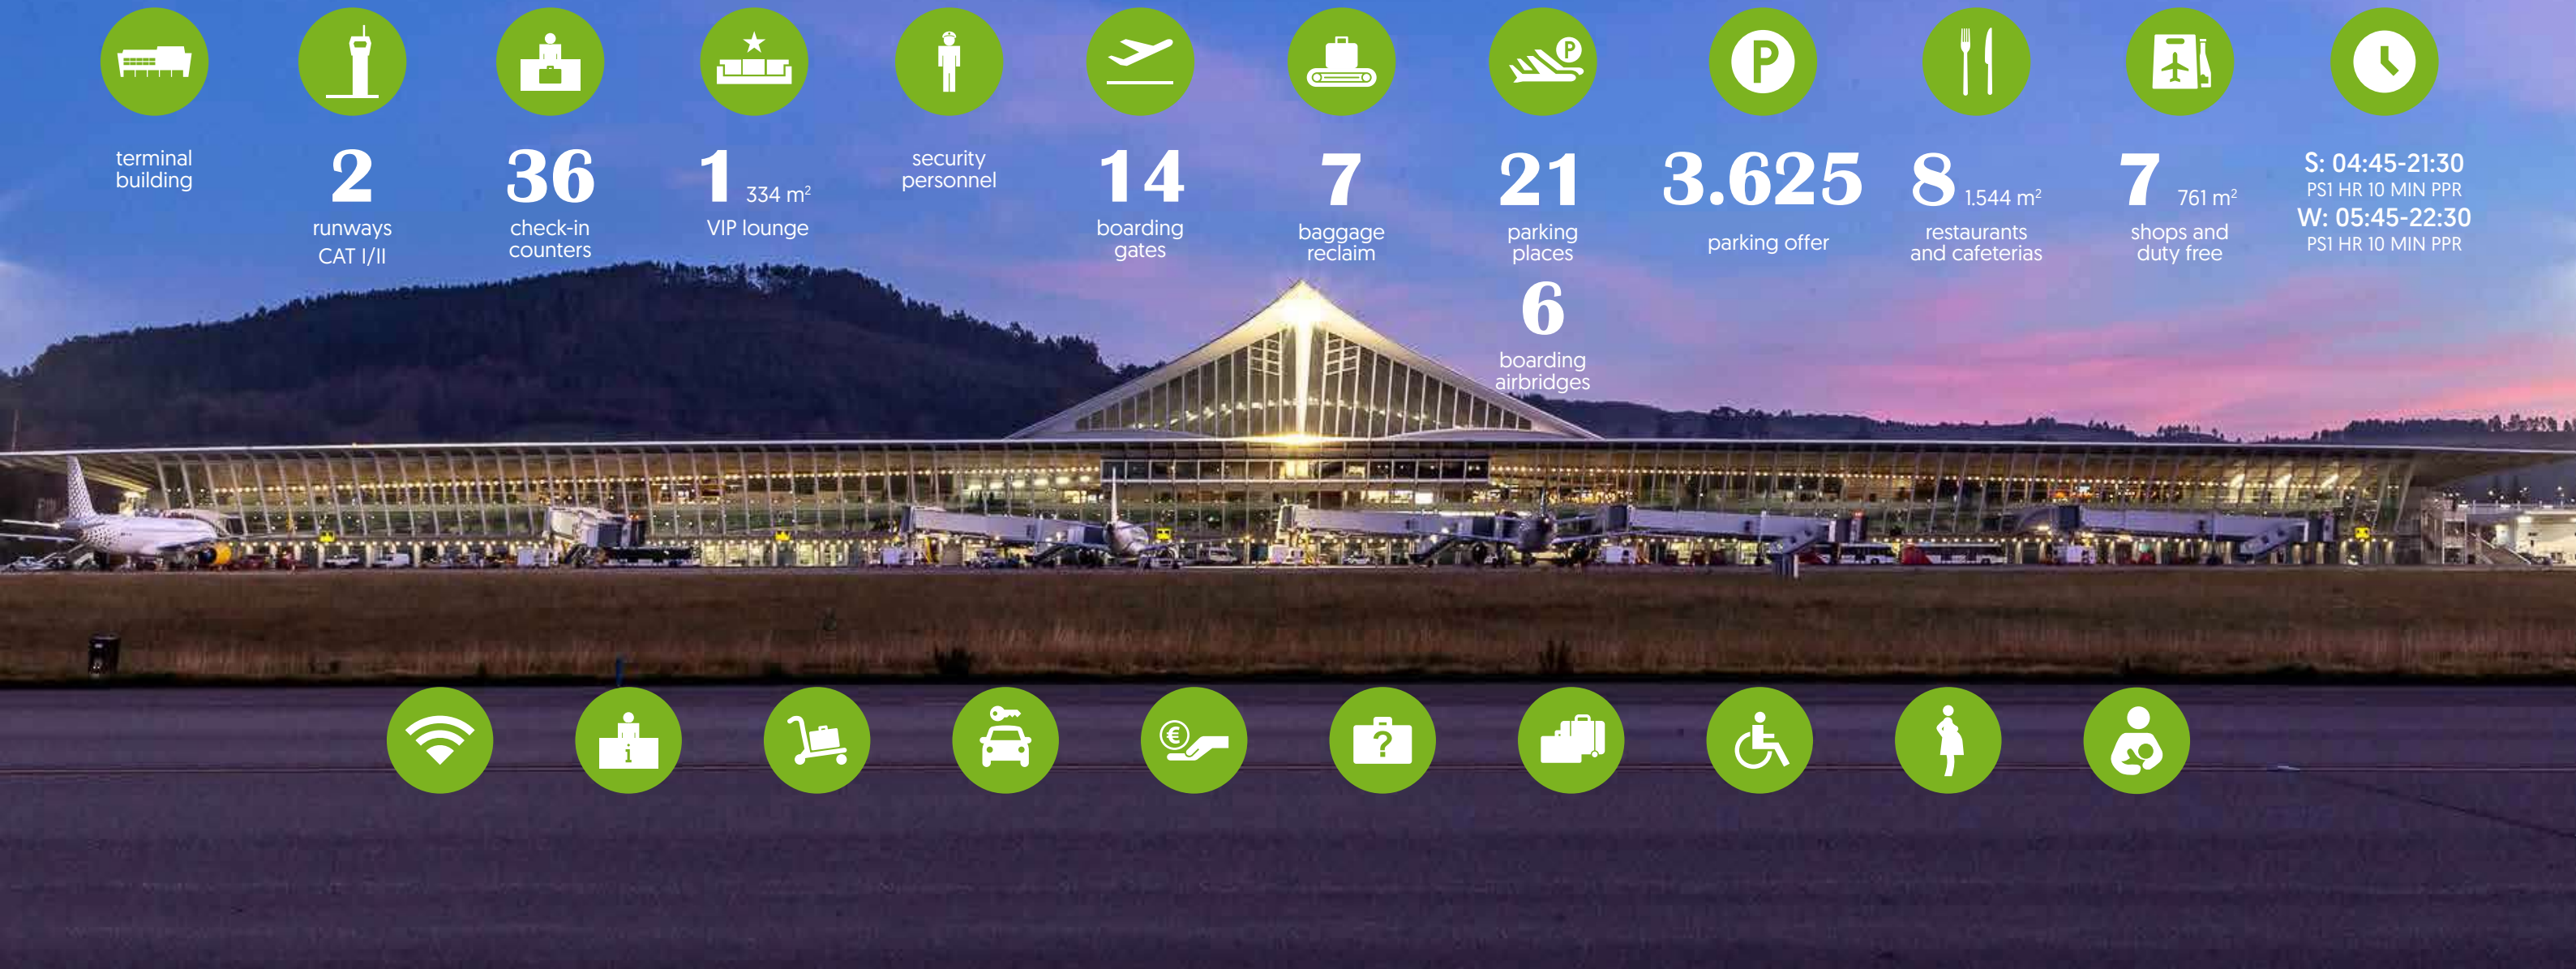 terminal
building
2
runways
CAT I/II
36
check-in
counters
1 334 m²
VIP lounge
security
personnel
14
boarding
gates
7
baggage
reclaim
21
parking
places
6
boarding
airbridges
P
3.625
parking offer
8 1.544 m²
restaurants
and cafeterias
7 761 m²
shops and
duty free
S: 04:45-21:30
PS1 HR 10 MIN PPR
W: 05:45-22:30
PS1 HR 10 MIN PPR
P
i
€
?